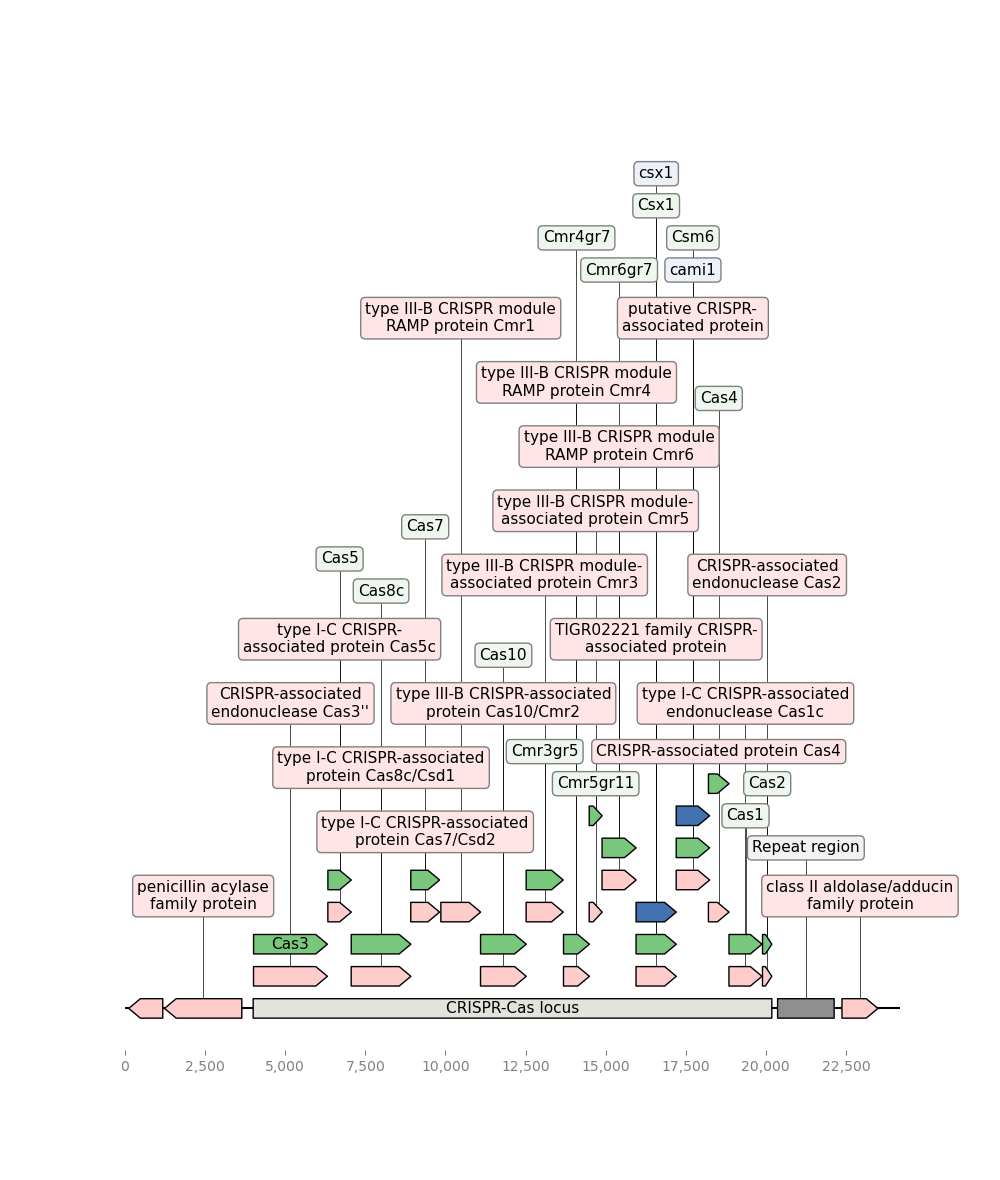 csx1
Csx1
Cmr4gr7
Csm6
Cmr6gr7
cami1
type III-B CRISPR module
RAMP protein Cmr1
putative CRISPR-
associated protein
type III-B CRISPR module
RAMP protein Cmr4
Cas4
type III-B CRISPR module
RAMP protein Cmr6
type III-B CRISPR module-
associated protein Cmr5
Cas7
Cas5
type III-B CRISPR module-
associated protein Cmr3
CRISPR-associated
endonuclease Cas2
Cas8c
type I-C CRISPR-
associated protein Cas5c
TIGR02221 family CRISPR-
associated protein
Cas10
CRISPR-associated
endonuclease Cas3''
type III-B CRISPR-associated
protein Cas10/Cmr2
type I-C CRISPR-associated
endonuclease Cas1c
Cmr3gr5
CRISPR-associated protein Cas4
type I-C CRISPR-associated
protein Cas8c/Csd1
Cmr5gr11
Cas2
Cas1
type I-C CRISPR-associated
protein Cas7/Csd2
Repeat region
penicillin acylase
family protein
class II aldolase/adducin
family protein
Cas3
CRISPR-Cas locus
0
2,500
5,000
7,500
10,000
12,500
15,000
17,500
20,000
22,500